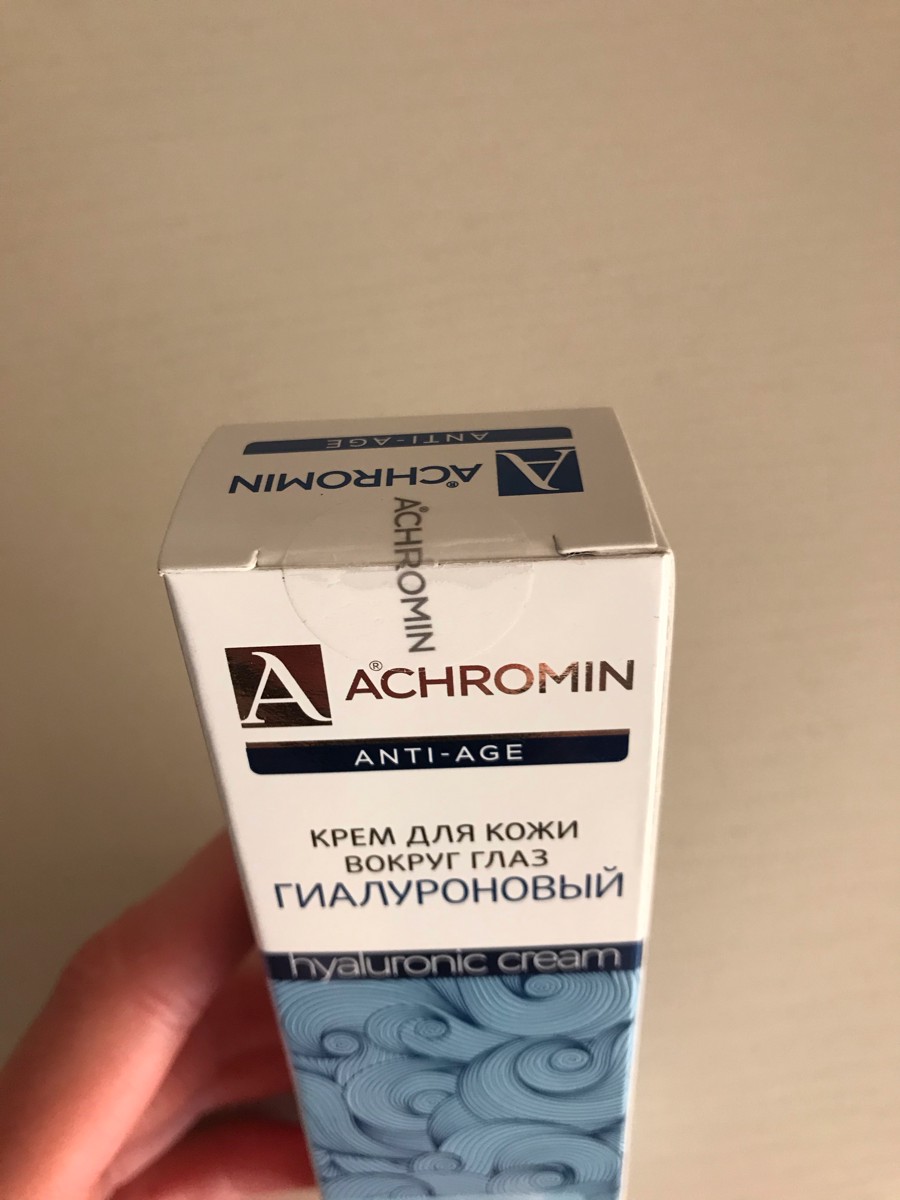 ANTI-AGE
A ACHROMIN®
ACHROMIN
A ACHROMIN®
ANTI-AGE
КРЕМ ДЛЯ КОЖИ
ВОКРУГ ГЛАЗ
ГИАЛУРОНОВЫЙ
hyaluronic cream